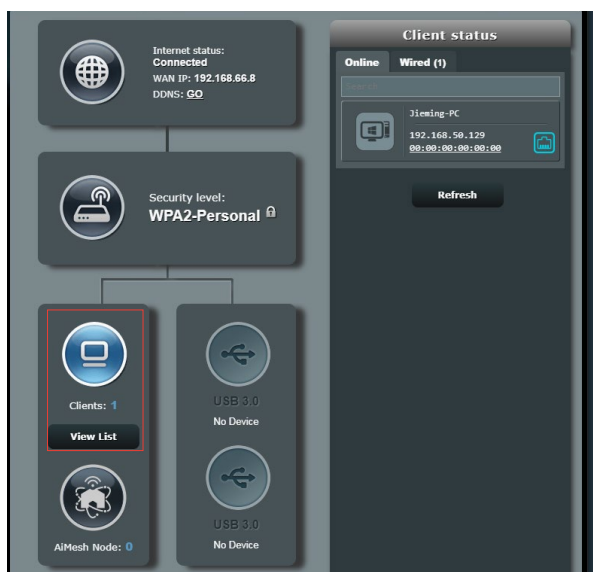 Internet status:
Connected
WAN IP: 192.168.66.8
DDNS: GO
Security level:
WPA2-Personal
Clients: 1
View List
AiMesh Node: 0
USB 3.0
No Device
USB 3.0
No Device
Client status
Online Wired (1)
Search
Jieming-PC
192.168.50.129
00:00:00:00:00:00
Refresh